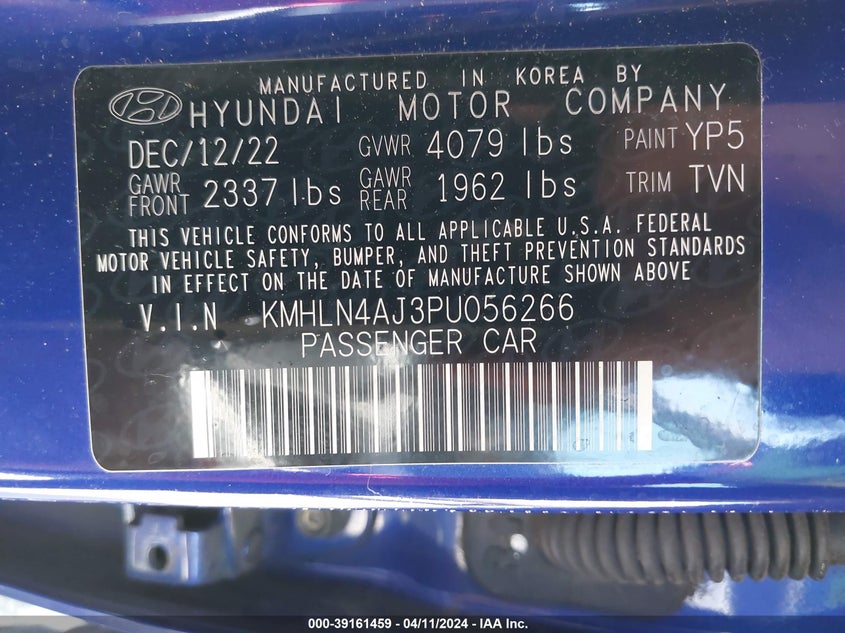 MANUFACTURED IN KOREA BY
HYUNDAI MOTOR COMPANY
DEC/12/22 GVWR 4079 lbs PAINT YP5
GAWR FRONT 2337 lbs GAWR REAR 1962 lbs TRIM TVN
THIS VEHICLE CONFORMS TO ALL APPLICABLE U.S.A. FEDERAL
MOTOR VEHICLE SAFETY, BUMPER, AND THEFT PREVENTION STANDARDS
IN EFFECT ON THE DATE OF MANUFACTURE SHOWN ABOVE
V.I.N KMHLN4AJ3PU056266
PASSENGER CAR
000-39161459 - 04/11/2024 - IAA Inc.